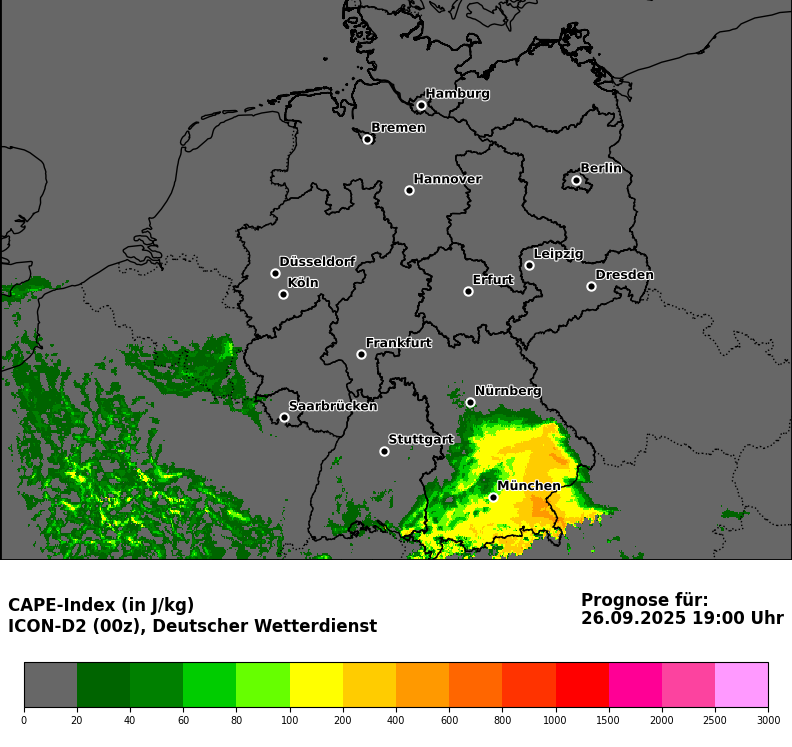 Hamburg
Bremen
Berlin
Hannover
Leipzig
Düsseldorf
Dresden
Köln
Erfurt
Frankfurt
Nürnberg
Saarbrücken
Stuttgart
München
CAPE-Index (in J/kg)
ICON-D2 (00z), Deutscher Wetterdienst
Prognose für:
26.09.2025 19:00 Uhr
0 20 40 60 80 100 200 400 600 800 1000 1500 2000 2500 3000